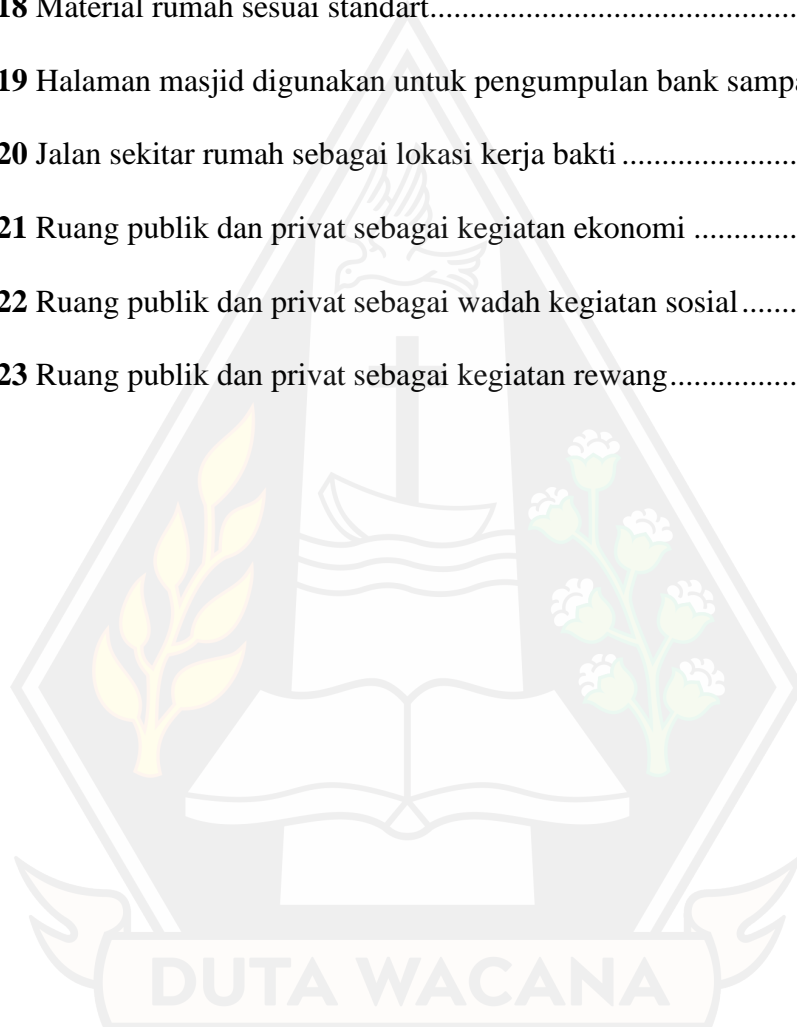 18 Material rumah sesuai standart................................................
19 Halaman masjid digunakan untuk pengumpulan bank
20 Jalan sekitar rumah sebagai lokasi kerja bakti ......................
21 Ruang publik dan privat sebagai kegiatan ekonomi .............
22 Ruang publik dan privat sebagai wadah kegiatan sosial.......
23 Ruang publik dan privat sebagai kegiatan rewang................
DUTA WACANA